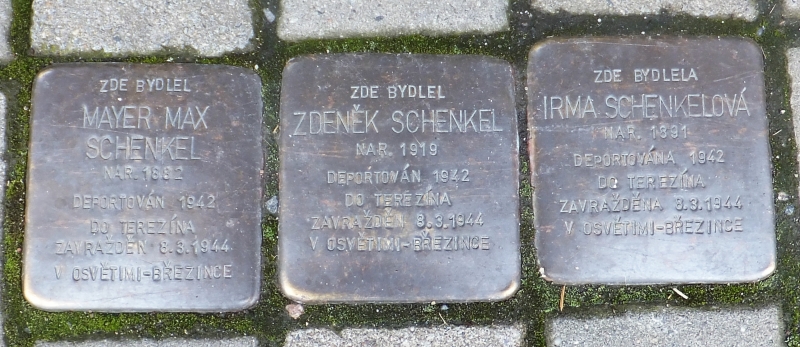 ZDE BYDLEL
MAYER MAX
SCHENKEL
NAR. 1882
DEPORTOVÁN 1942
DO TEREZÍNA
ZAVRAŽDĚN 8.3.1944
V OSVĚTIMI-BŘEZINCE
ZDE BYDLEL
ZDENĚK SCHENKEL
NAR. 1919
DEPORTOVÁN 1942
DO TEREZÍNA
ZAVRAŽDĚN 8.3.1944
V OSVĚTIMI-BŘEZINCE
ZDE BYDLELA
IRMA SCHENKELOVÁ
NAR. 1891
DEPORTOVÁNA 1942
DO TEREZÍNA
ZAVRAŽDĚNA 8.3.1944
V OSVĚTIMI-BŘEZINCE